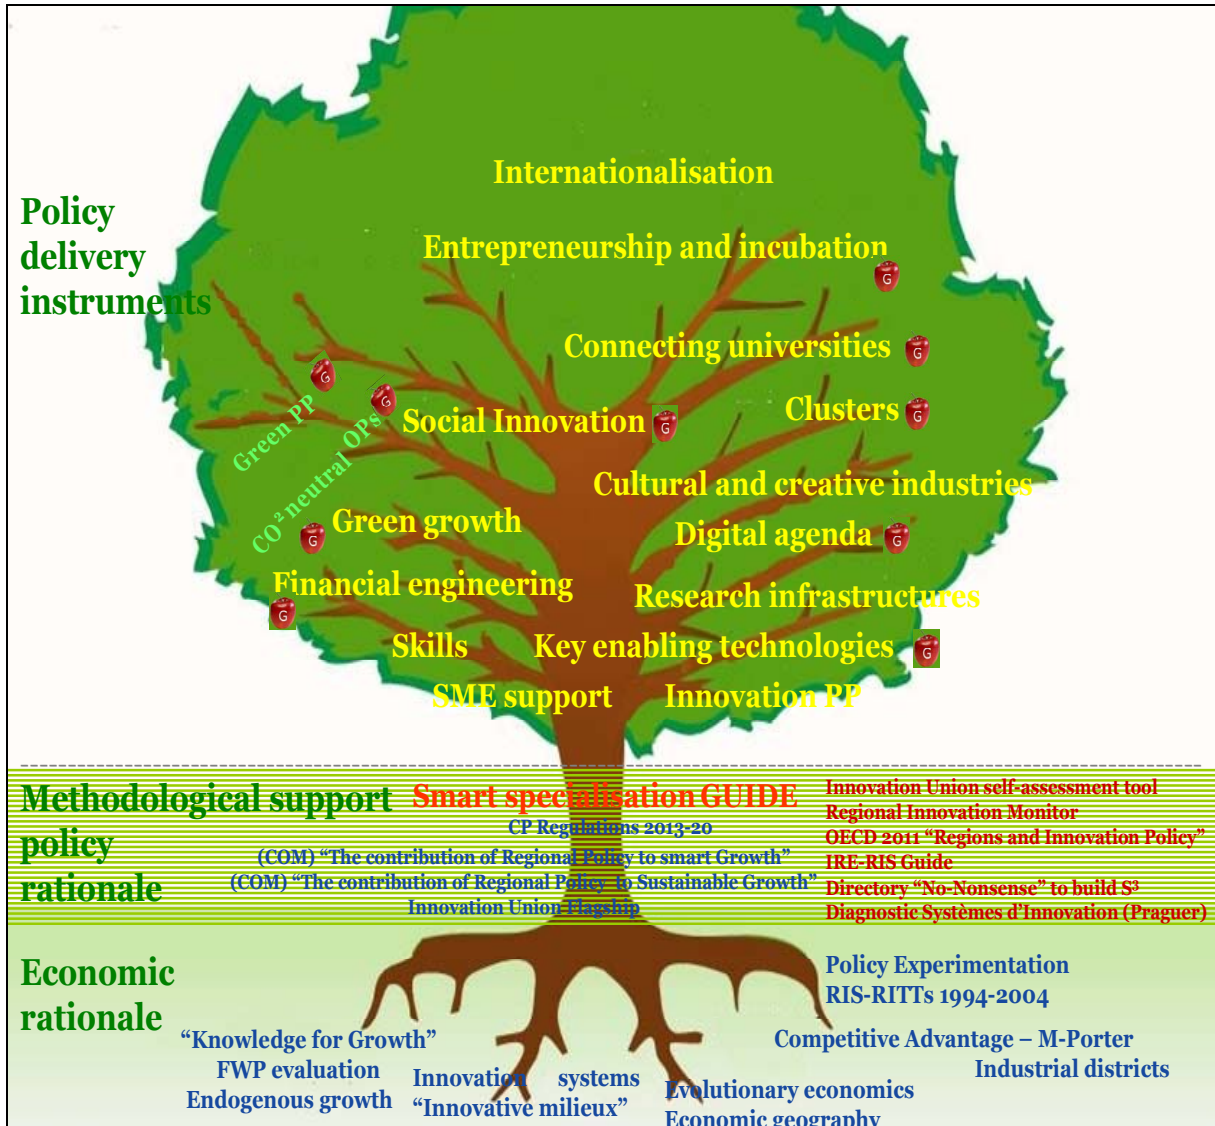 Internationalisation
Policy
delivery
instruments
Entrepreneurship and incubation
G
Connecting universities
G
G
Green PP
G
CO² neutral OPs
Social Innovation
G
Clusters
G
Cultural and creative industries
G
Green growth
Digital agenda
G
Financial engineering
G
Research infrastructures
Skills
Key enabling technologies
G
SME support
Innovation PP
Methodological support
policy
rationale
Smart specialisation GUIDE
CP Regulations 2013-20
(COM) “The contribution of Regional Policy to smart Growth”
(COM) “The contribution of Regional Policy to Sustainable Growth”
Innovation Union Flagship
Innovation Union self-assessment tool
Regional Innovation Monitor
OECD 2011 “Regions and Innovation Policy”
IRE-RIS Guide
Directory “No-Nonsense” to build S³
Diagnostic Systèmes d’Innovation (Praguer)
Economic
rationale
Policy Experimentation
RIS-RITTs 1994-2004
“Knowledge for Growth”
FWP evaluation
Endogenous growth
Innovation systems
“Innovative milieux”
Competitive Advantage – M-Porter
Industrial districts
Evolutionary economics
Economic geography